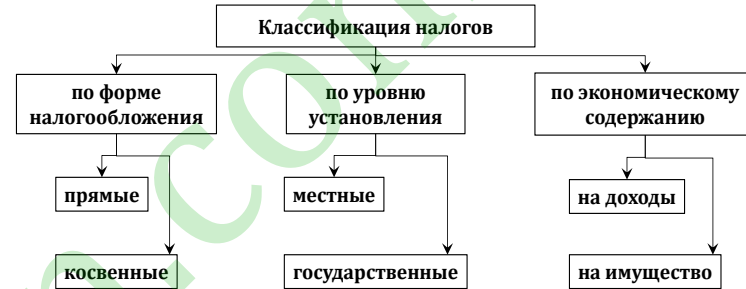 Классификация налогов
по форме
налогообложения
по уровню
установления
по экономическому
содержанию
прямые
местные
на доходы
косвенные
государственные
на имущество